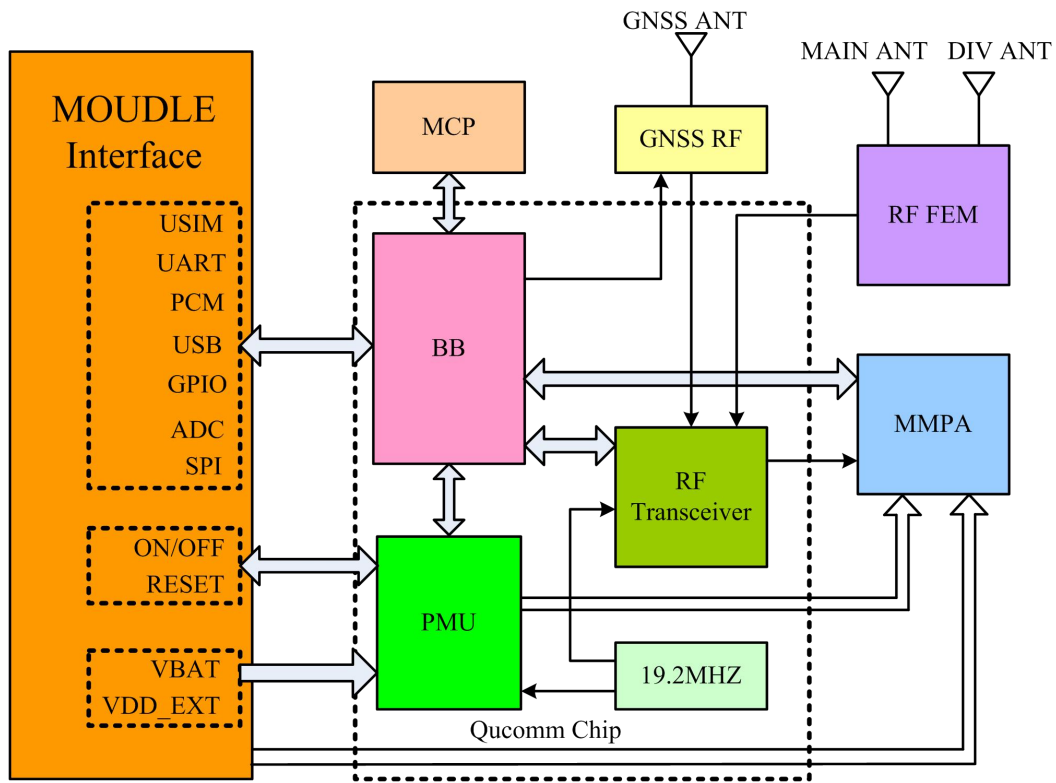 GNSS ANT
MAIN ANT
DIV ANT
MOUDLE
Interface
MCP
GNSS RF
RF FEM
USIM
UART
PCM
USB
GPIO
ADC
SPI
BB
MMPA
RF
Transceiver
ON/OFF
RESET
PMU
VBAT
VDD_EXT
19.2MHZ
Qucomm Chip